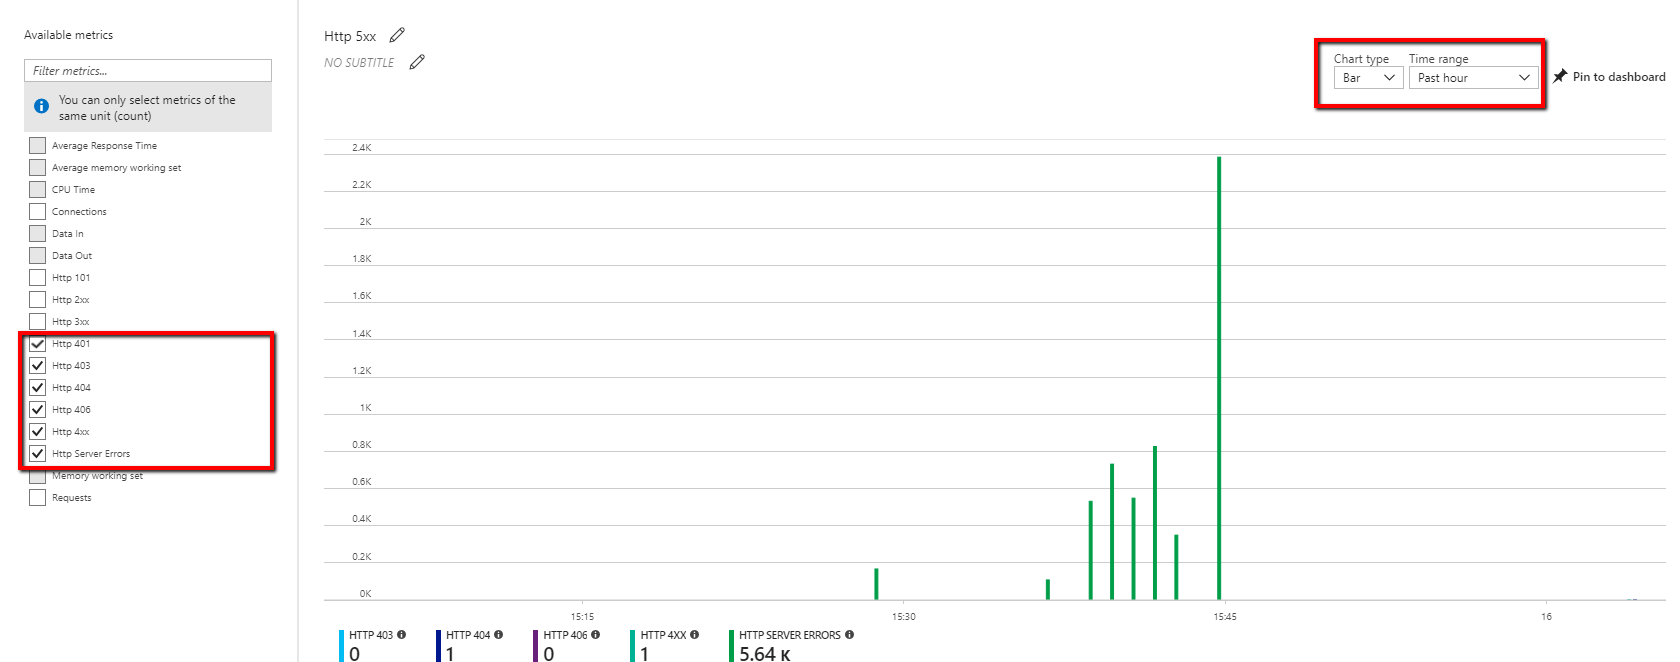 Available metrics
Filter metrics...
You can only select metrics of the
same unit (count)
Average Response Time
Average memory working set
CPU Time
Connections
Data In
Data Out
Http 101
Http 2xx
Http 3xx
Http 401
Http 403
Http 404
Http 406
Http 4xx
Http Server Errors
Memory working set
Requests
Http 5xx
NO SUBTITLE
Chart type Time range
Bar Past hour
Pin to dashboard
2.4K
2.2K
2K
1.8K
1.6K
1.4K
1.2K
1K
0.8K
0.6K
0.4K
0.2K
0K
15:15 15:30 15:45 16
HTTP 403 HTTP 404 HTTP 406 HTTP 4XX HTTP SERVER ERRORS
0 1 0 1 5.64 K